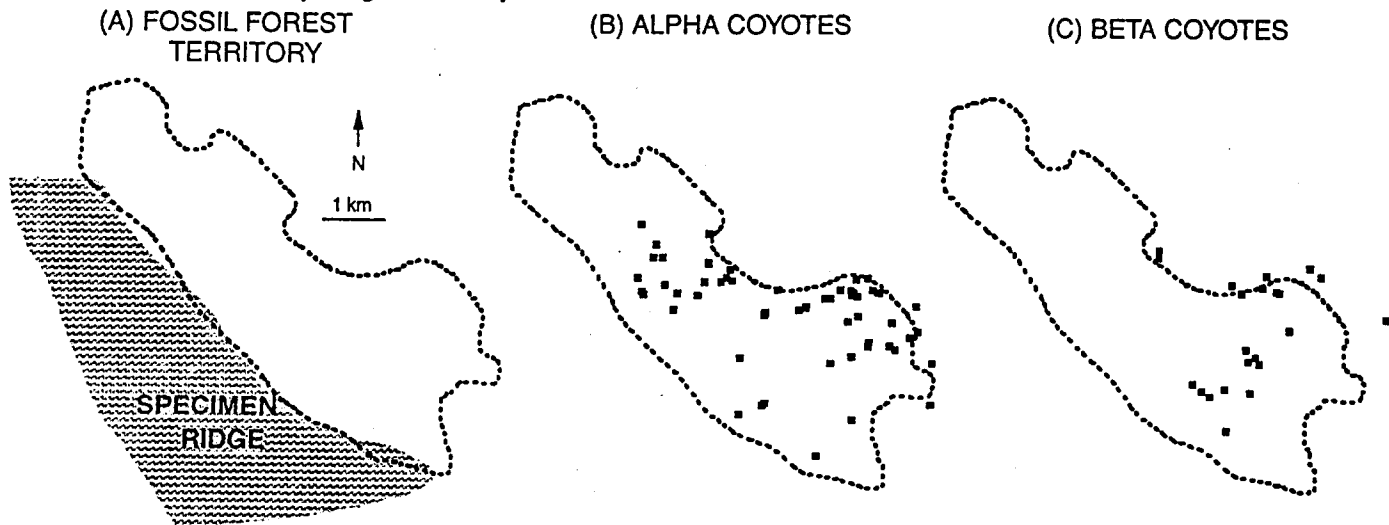 (A) FOSSIL FOREST
TERRITORY
(B) ALPHA COYOTES
(C) BETA COYOTES
N
1 km
SPECIMEN
RIDGE